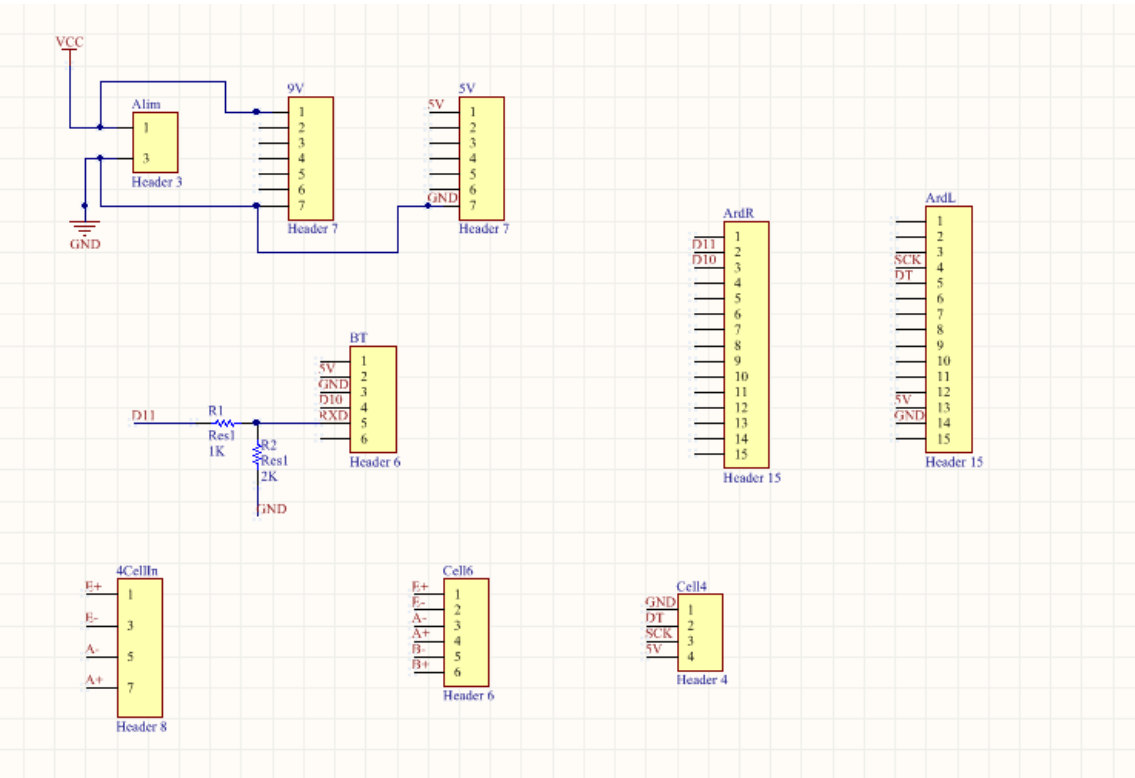 VCC
Alim
1
3
Header 3
GND
9V
1
2
3
4
5
6
7
Header 7
5V
5V
1
2
3
4
5
6
GND
7
Header 7
ArdR
1
D11
2
D10
3
4
5
6
7
8
9
10
11
12
13
14
15
Header 15
ArdL
1
2
3
SCK
4
DT
5
6
7
8
9
10
11
12
5V
13
GND
14
15
Header 15
BT
1
5V
2
GND
3
D10
4
RXD
5
6
Header 6
D11
R1
Res1
1K
R2
Res1
2K
GND
4CellIn
E+
1
E-
3
A-
5
A+
7
Header 8
Cell6
E+
1
E-
2
A-
3
A+
4
B-
5
B+
6
Header 6
Cell4
GND
1
DT
2
SCK
3
5V
4
Header 4